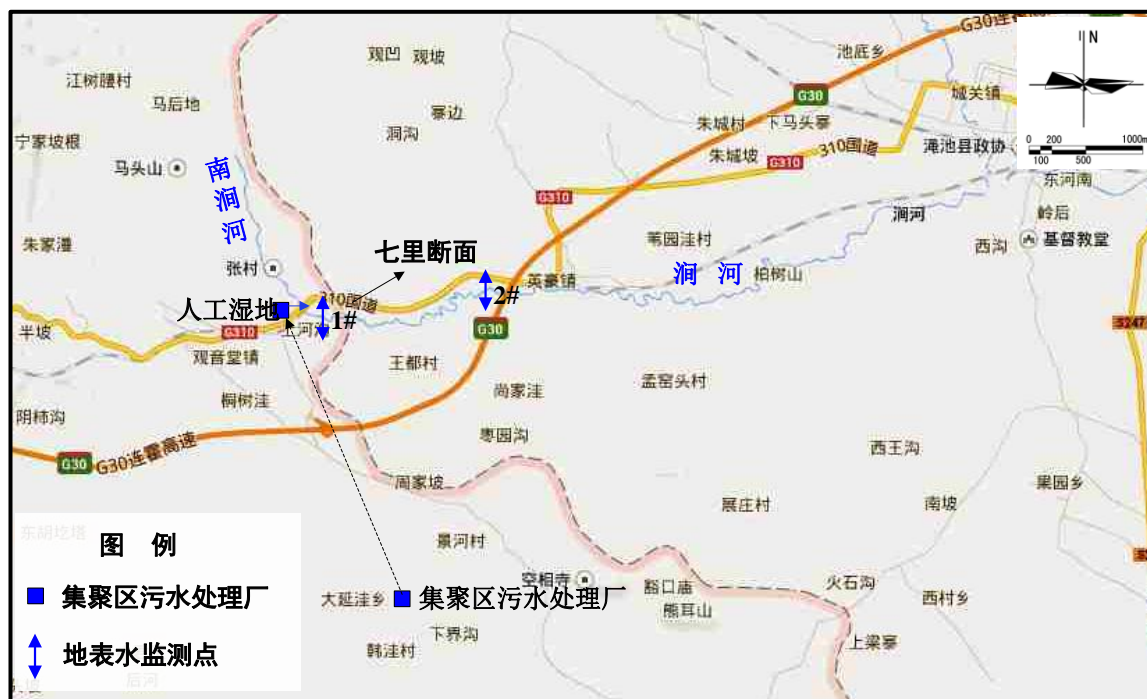 G30连霍高
N
0 200 1000m
100 500
观凹 观坡
池底乡
江树腰村
马后地
寨边
G30
城关镇
宁家坡根
洞沟
朱城村 下马头寨
310国道
渑池县政协
马头山
朱城坡
G310
南涧河
G310
东河南
涧河
岭后
朱家
苇园洼村
西沟
基督教堂
七里断面
张村
英豪镇
涧 河
柏树山
人工湿地
310国道
1#
2#
G30
S247
半坡
G310
上河
观音堂镇
王都村
尚家洼
孟窑头村
桐树洼
阴柿沟
枣园沟
G30
G30连霍高速
西王沟
周家坡
果园乡
展庄村
南坡
东胡圪塔
图 例
景河村
空相寺
豁口庙
火石沟
集聚区污水处理厂
大延洼乡
集聚区污水处理厂
熊耳山
西村乡
下界沟
地表水监测点
韩洼村
上梁寨
后河